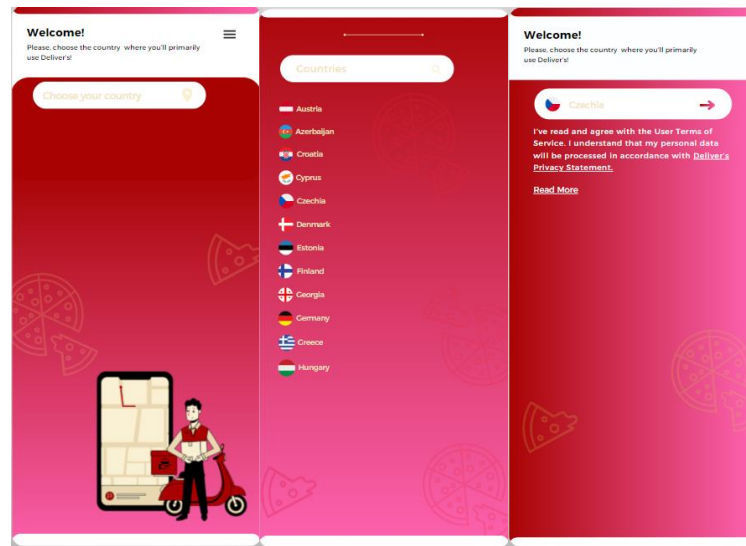 Welcome!
Please, choose the country where you'll primarily
use Deliver's!
Choose your country
Countries
Austria
Azerbaijan
Croatia
Cyprus
Czechia
Denmark
Estonia
Finland
Georgia
Germany
Greece
Hungary
Welcome!
Please, choose the country where you'll primarily
use Deliver's!
Czechia
I've read and agree with the User Terms of
Service. I understand that my personal data
will be processed in accordance with Deliver's
Privacy Statement.
Read More